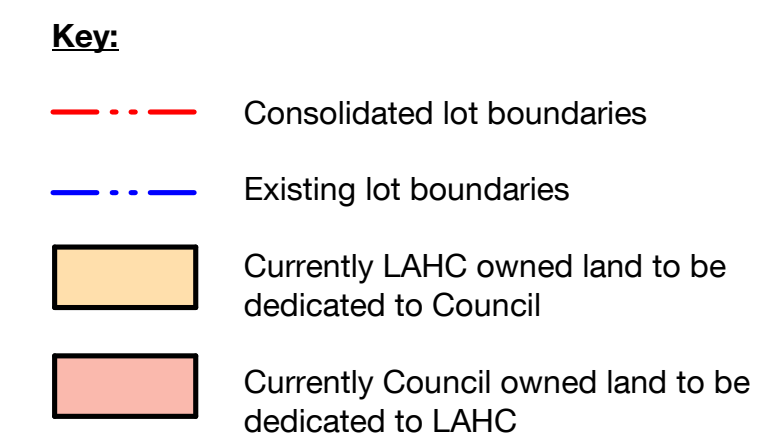 Key:
Consolidated lot boundaries
Existing lot boundaries
Currently LAHC owned land to be
dedicated to Council
Currently Council owned land to be
dedicated to LAHC